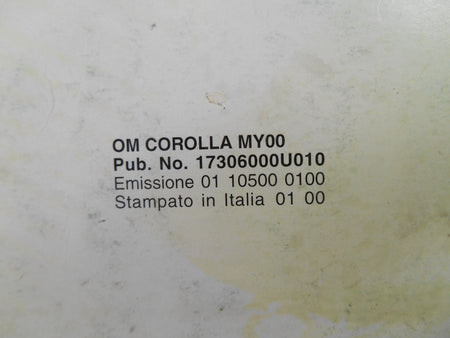 OM COROLLA MY00
Pub. No. 17306000U010
Emissione 01 10500 0100
Stampato in Italia 01 00